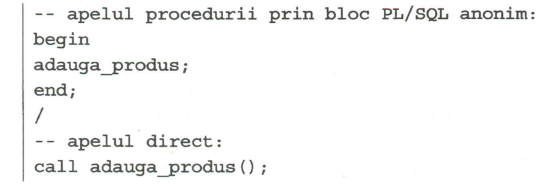 -- apelul procedurii prin bloc PL/SQL anonim:
begin
adauga_produs;
end;
/
-- apelul direct:
call adauga_produs();